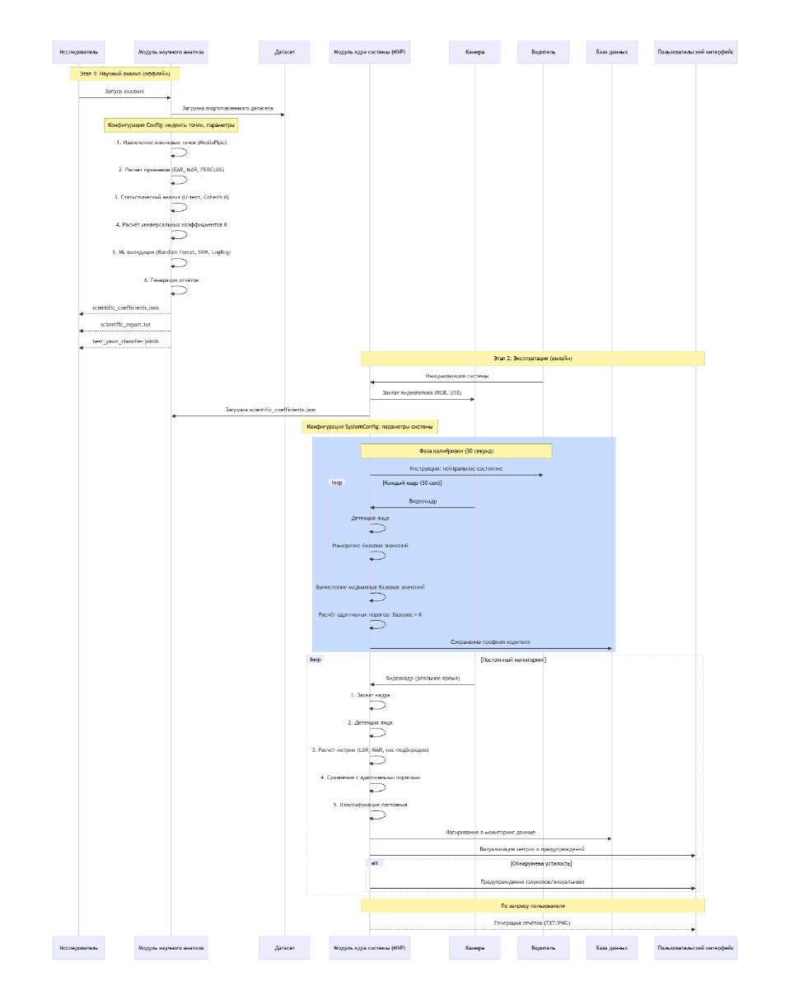 Исследователь
Модуль научного анализа
Датасет
Модуль ядра системы (MVP)
Камера
Водитель
База данных
Пользовательский интерфейс
Этап 1: Научный анализ (оффлайн)
Запуск анализа
Загрузка подготовленного датасета
Конфигурация Config: индексы точек, параметры
1. Извлечение ключевых точек (MediaPipe)
2. Расчёт признаков (EAR, MAR, PERCLOS)
3. Статистический анализ (U-тест, Cohen's d)
4. Расчёт универсальных коэффициентов K
5. ML-валидация (Random Forest, SVM, LogReg)
6. Генерация отчётов
scientific_coefficients.json
scientific_report.txt
best_yawn_classifier.joblib
Этап 2: Эксплуатация (онлайн)
Инициализация системы
Захват видеопотока (RGB, USB)
Загрузка scientific_coefficients.json
Конфигурация SystemConfig: параметры системы
Фаза калибровки (30 секунд)
Инструкция: нейтральное состояние
loop
[Каждый кадр (30 сек)]
Видеокадр
Детекция лица
Измерение базовых значений
Вычисление медианных базовых значений
Расчёт адаптивных порогов: Базовое × K
Сохранение профиля водителя
loop
[Постоянный мониторинг]
Видеокадр (реальное время)
1. Захват кадра
2. Детекция лица
3. Расчёт метрик (EAR, MAR, нос-подбородок)
4. Сравнение с адаптивными порогами
5. Классификация состояния
Логирование в мониторинг данные
Визуализация метрик и предупреждений
alt
[Обнаружена усталость]
Предупреждение (звуковое/визуальное)
По запросу пользователя
Генерация отчётов (TXT/PNG)
Исследователь
Модуль научного анализа
Датасет
Модуль ядра системы (MVP)
Камера
Водитель
База данных
Пользовательский интерфейс